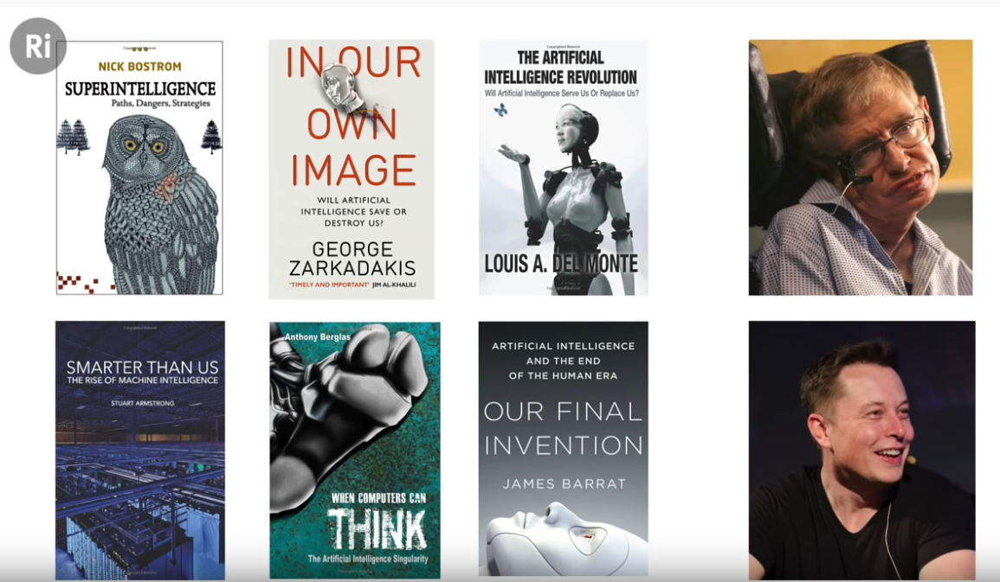 Ri
NICK BOSTROM
SUPERINTELLIGENCE
Paths, Dangers, Strategies
IN OUR
OWN
IMAGE
WILL ARTIFICIAL
INTELLIGENCE SAVE OR
DESTROY US?
GEORGE
ZARKADAKIS
'TIMELY AND IMPORTANT' JIM AL-KHALILI
THE ARTIFICIAL
INTELLIGENCE REVOLUTION
Will Artificial Intelligence Serve Us Or Replace Us?
LOUIS A. DEL MONTE
SMARTER THAN US
THE RISE OF MACHINE INTELLIGENCE
STUART ARMSTRONG
Anthony Berglas
WHEN COMPUTERS CAN
THINK
The Artificial Intelligence Singularity
ARTIFICIAL INTELLIGENCE
AND THE END
OF THE HUMAN ERA
OUR FINAL
INVENTION
JAMES BARRAT